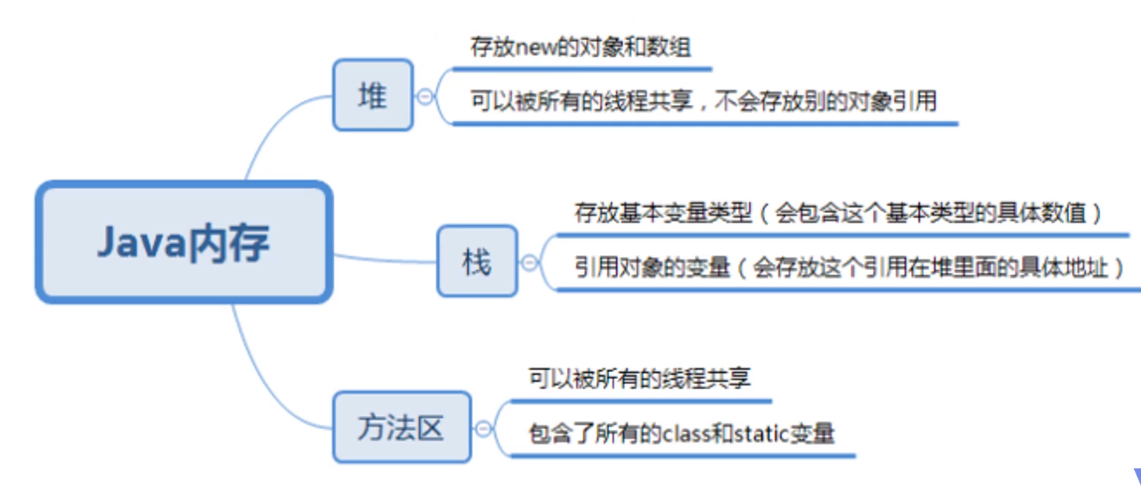 存放new的对象和数组
堆
可以被所有的线程共享，不会存放别的对象引用
存放基本变量类型（会包含这个基本类型的具体数值）
Java内存
栈
引用对象的变量（会存放这个引用在堆里面的具体地址）
可以被所有的线程共享
方法区
包含了所有的class和static变量